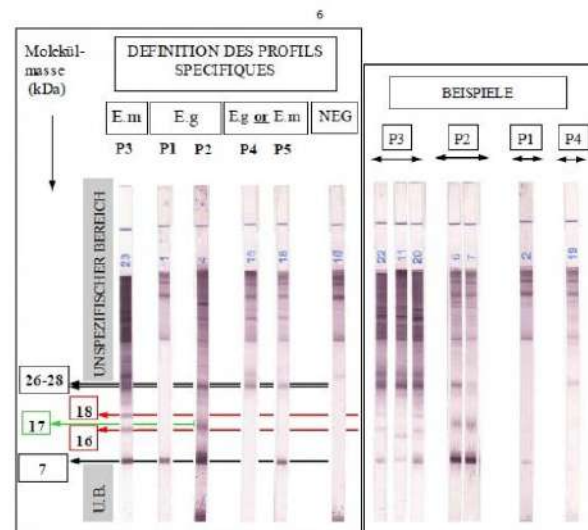 6
Molekül-
masse
(kDa)
DEFINITION DES PROFILS
SPECIFIQUES
E.m
E.g
E.g or E.m
NEG
P3
P1
P2
P4
P5
UNSPEZIFISCHER BEREICH
23
1
4
15
18
16
26-28
18
17
16
7
U.B.
BEISPIELE
P3
P2
P1
P4
22
11
20
6
7
2
19